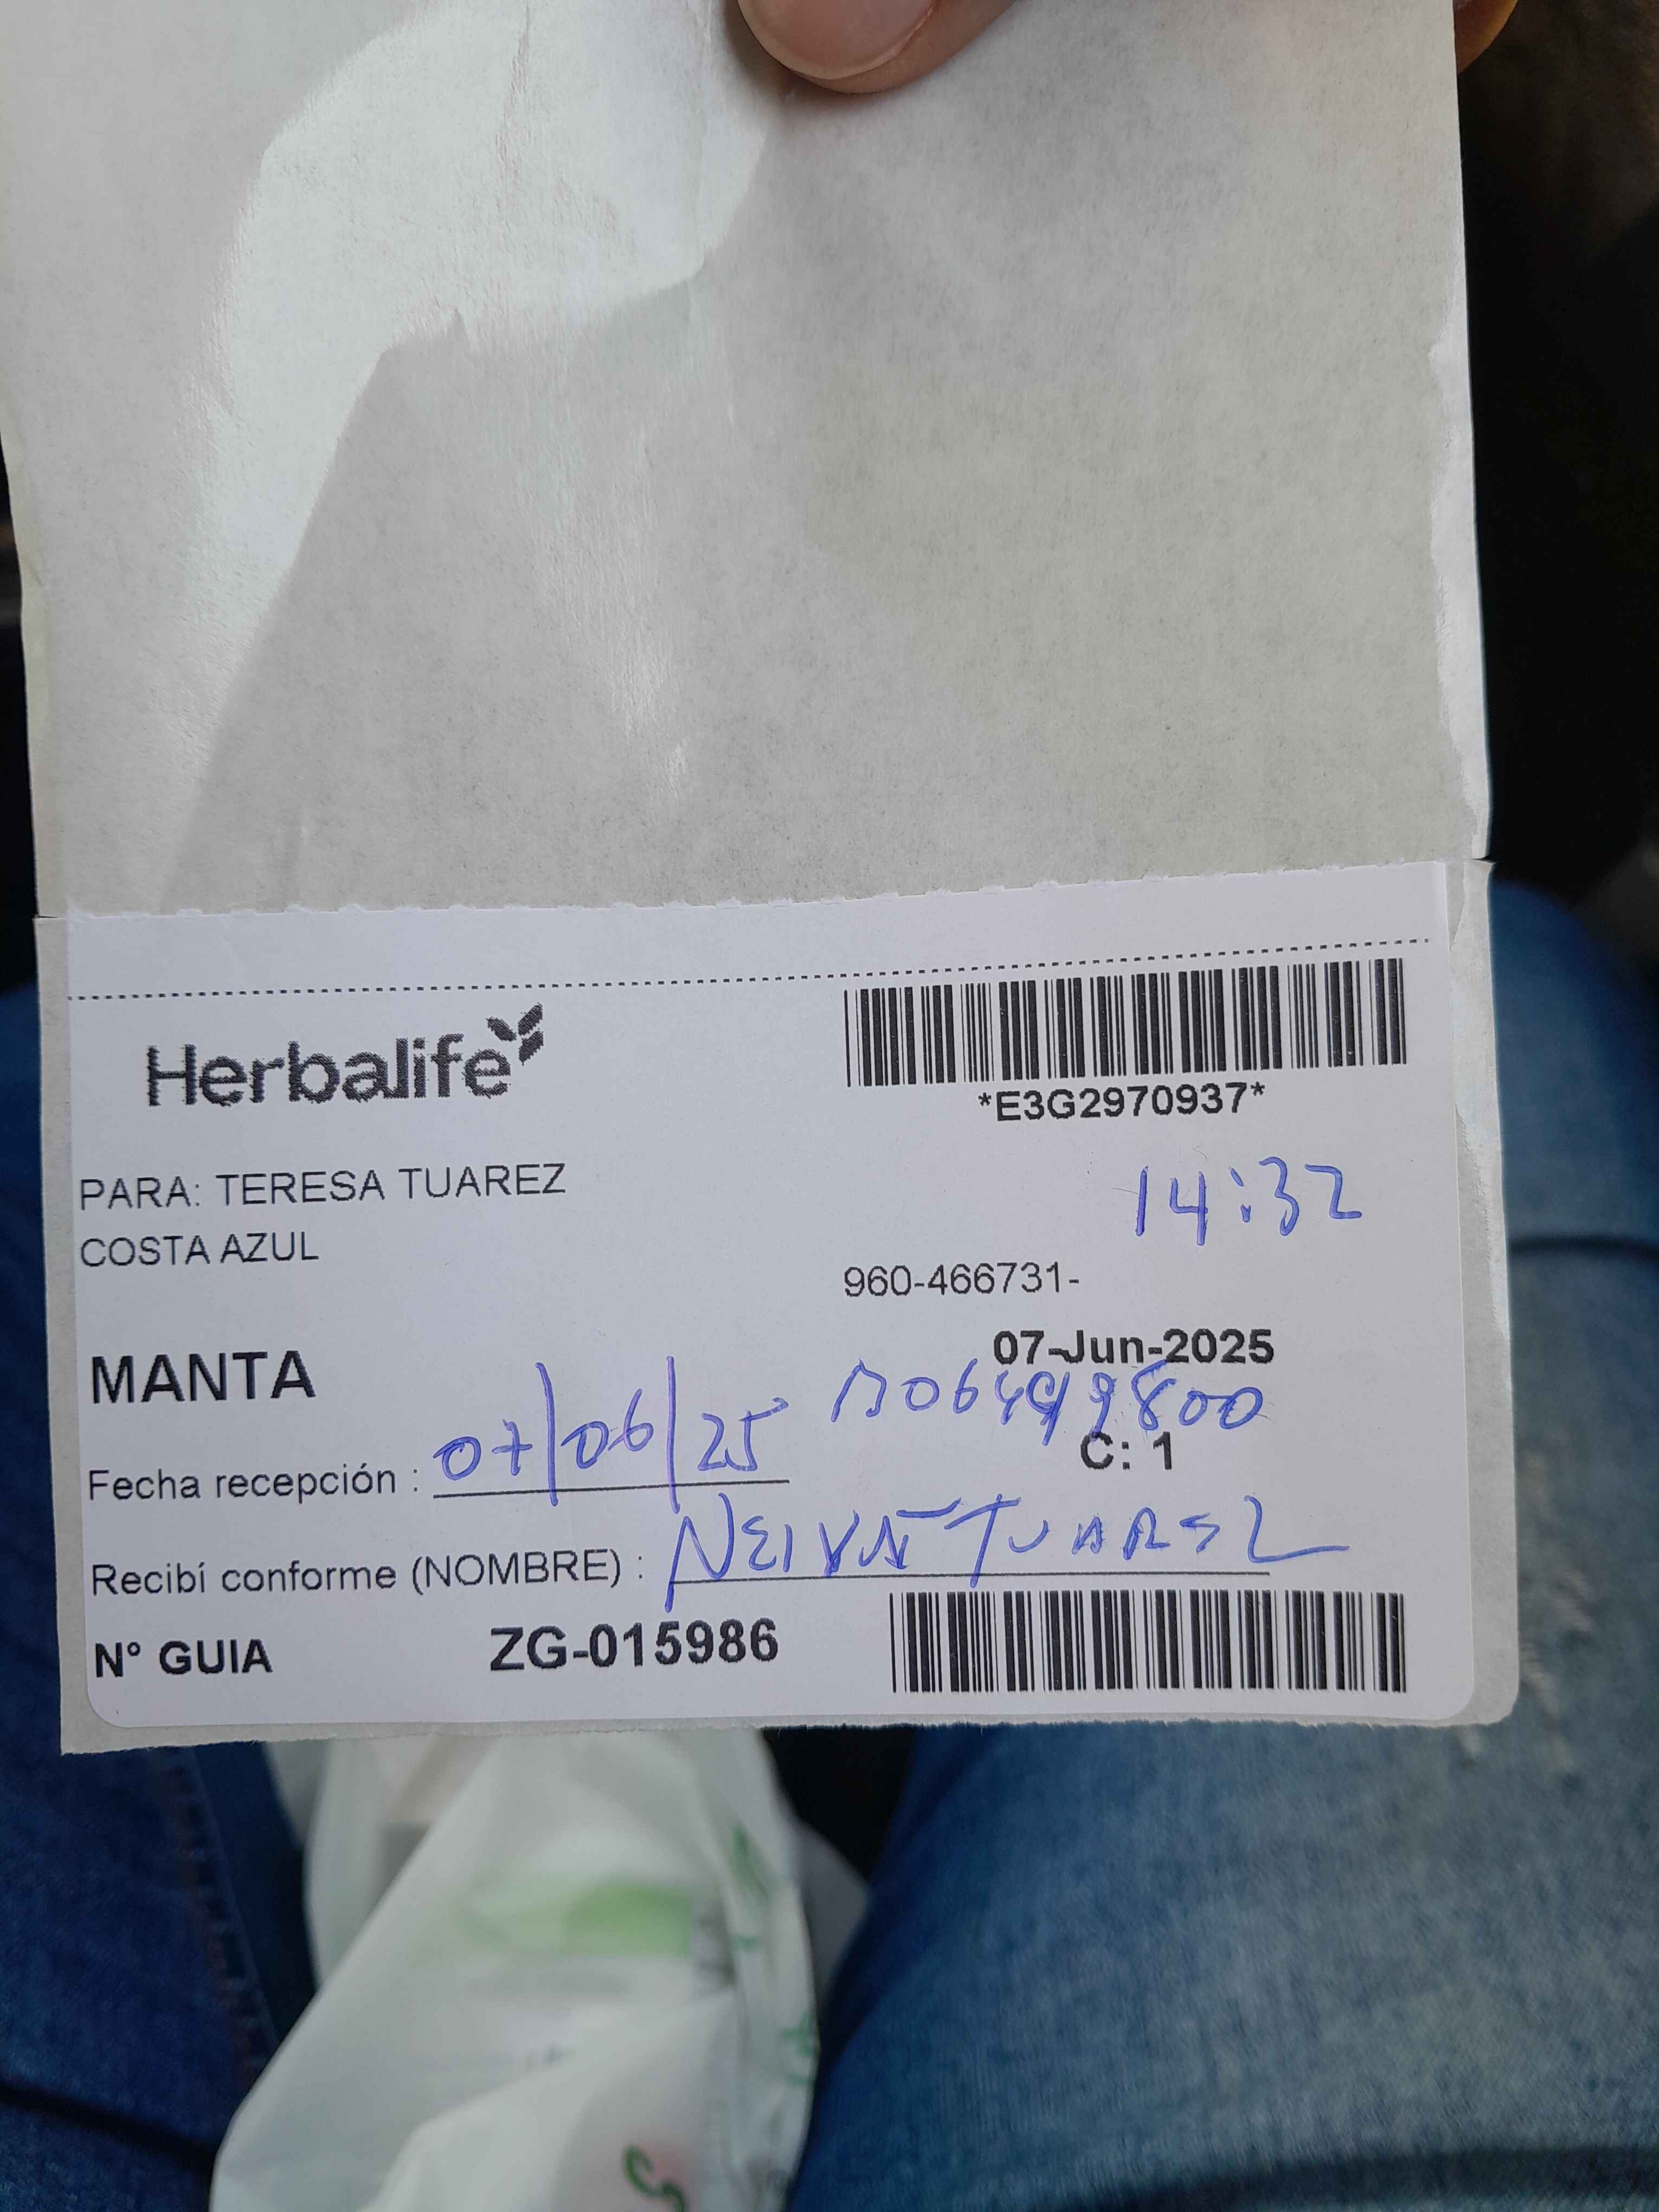 Herbalife
*E3G2970937*
PARA: TERESA TUAREZ
14:32
COSTA AZUL
960-466731-
07-Jun-2025
MANTA
Fecha recepción : 07/06/25
C: 1
Recibí conforme (NOMBRE) : TUAREZ
N° GUIA ZG-015986